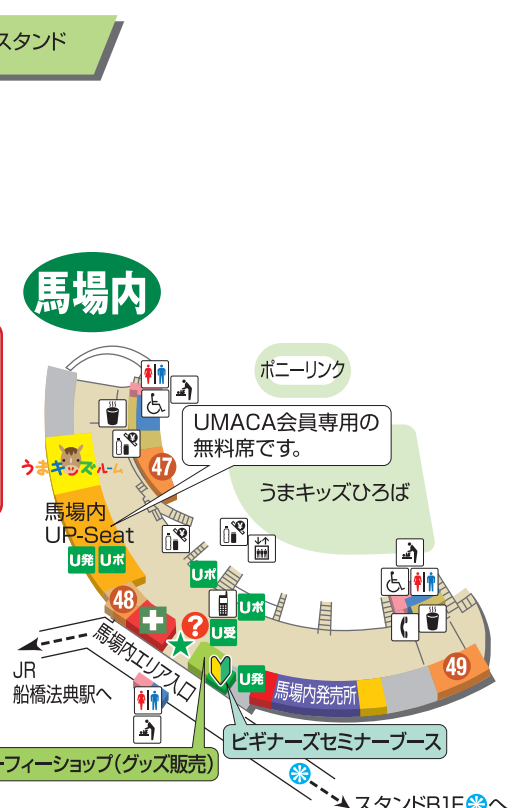 スタンド
馬場内
ポニーリンク
UMACA会員専用の
無料席です。
47
うまキッズルーム
うまキッズひろば
馬場内
UP-Seat
U発
Uポ
Uポ
48
Uポ
?
U受
馬場内エリア入口
JR
船橋法典駅へ
U発
馬場内発売所
49
ビギナーズセミナーブース
ーフィーショップ(グッズ販売)
スタンドB1F
へ